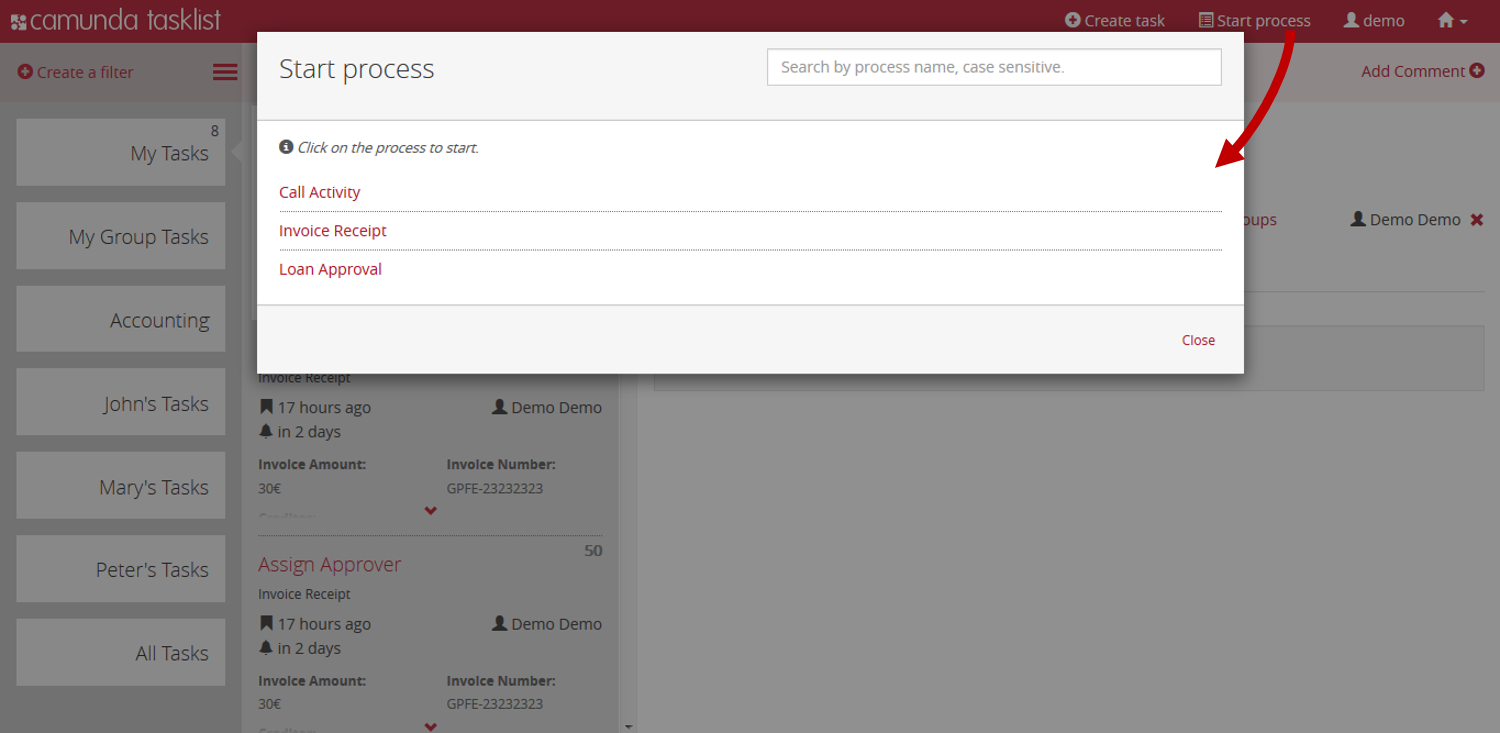 camunda tasklist
Create task
Start process
demo
Create a filter
Add Comment
Start process
Search by process name, case sensitive.
Click on the process to start.
Call Activity
Invoice Receipt
Loan Approval
Close
8
My Tasks
My Group Tasks
Accounting
John's Tasks
Mary's Tasks
Peter's Tasks
All Tasks
oups
Demo Demo
Invoice Receipt
17 hours ago
Demo Demo
in 2 days
Invoice Amount:
Invoice Number:
30€
GPFE-23232323
50
Assign Approver
Invoice Receipt
17 hours ago
Demo Demo
in 2 days
Invoice Amount:
Invoice Number:
30€
GPFE-23232323